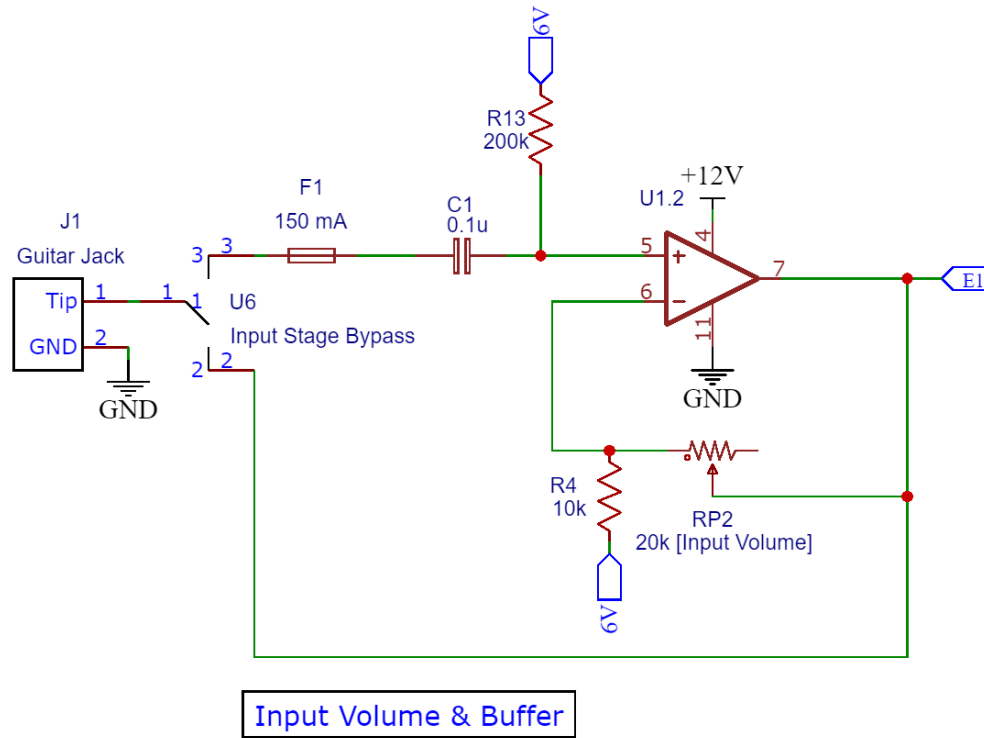 6V
R13
200k
+12V
U1.2
F1
150 mA
C1
0.1u
J1
Guitar Jack
4
3 3
5
7
E1
Tip 1 1 1
U6
6
Input Stage Bypass
11
GND 2
2 2
GND
GND
R4
10k
RP2
20k [Input Volume]
6V
Input Volume & Buffer